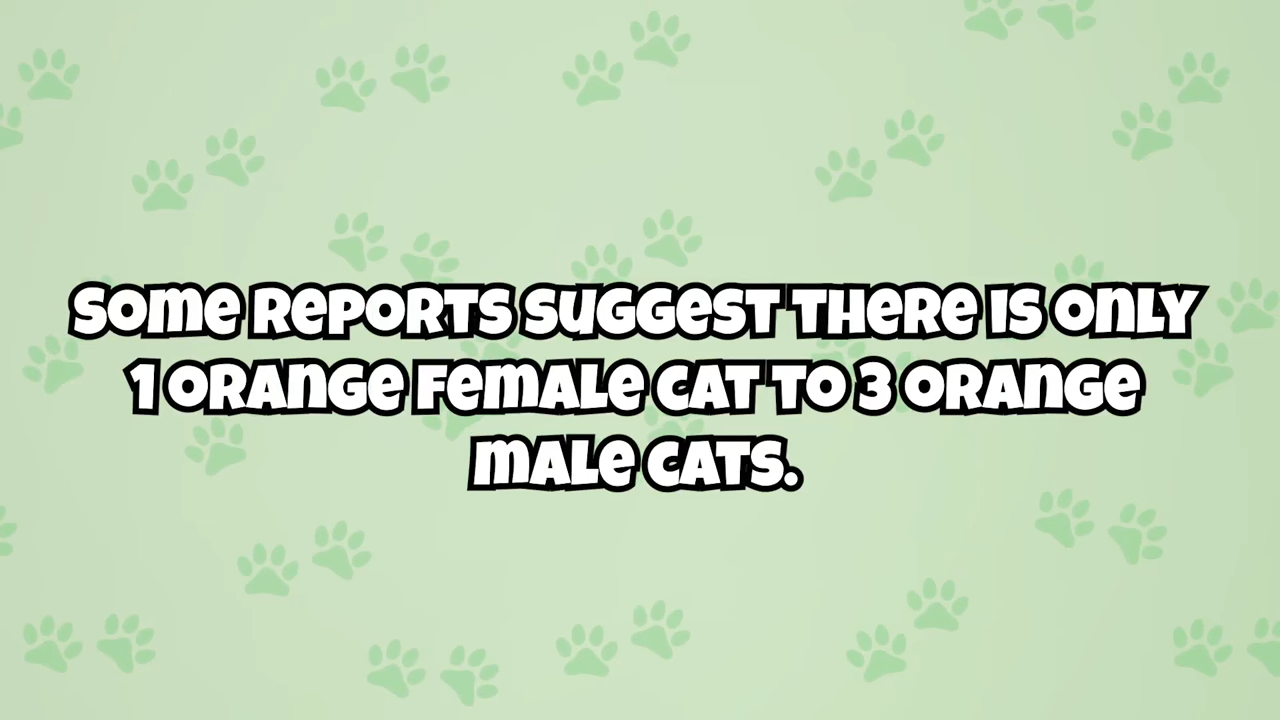 Some reports suggest there is only
1 orange female cat to 3 orange
male cats.